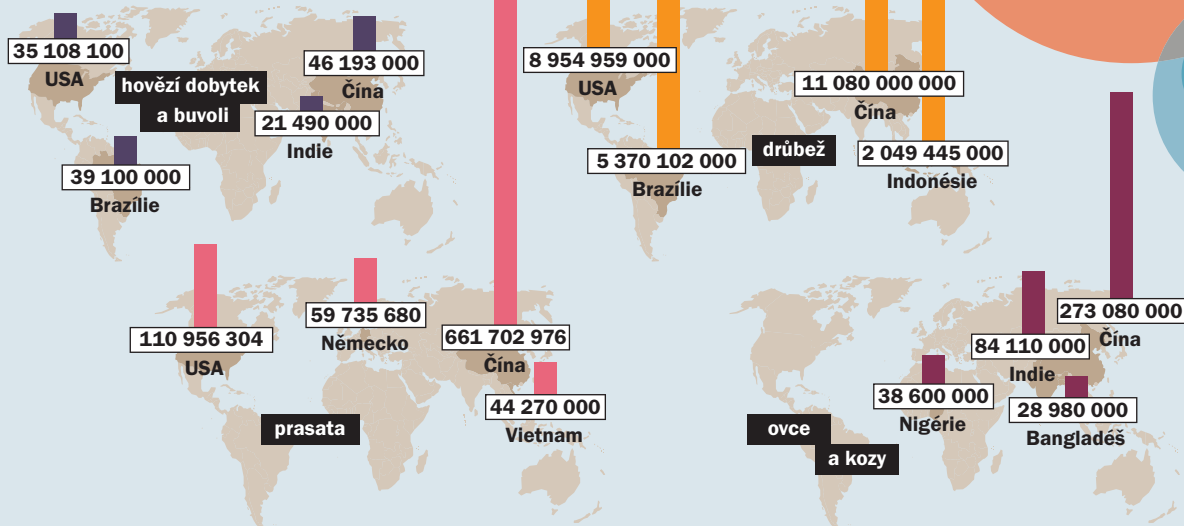 35 108 100
USA
hovězí dobytek
a buvoli
46 193 000
Čína
21 490 000
Indie
39 100 000
Brazílie
8 954 959 000
USA
11 080 000 000
Čína
5 370 102 000
Brazílie
drůbež
2 049 445 000
Indonésie
110 956 304
USA
59 735 680
Německo
661 702 976
Čína
44 270 000
Vietnam
prasata
273 080 000
Čína
84 110 000
Indie
38 600 000
Nigérie
28 980 000
Bangladéš
ovce
a kozy